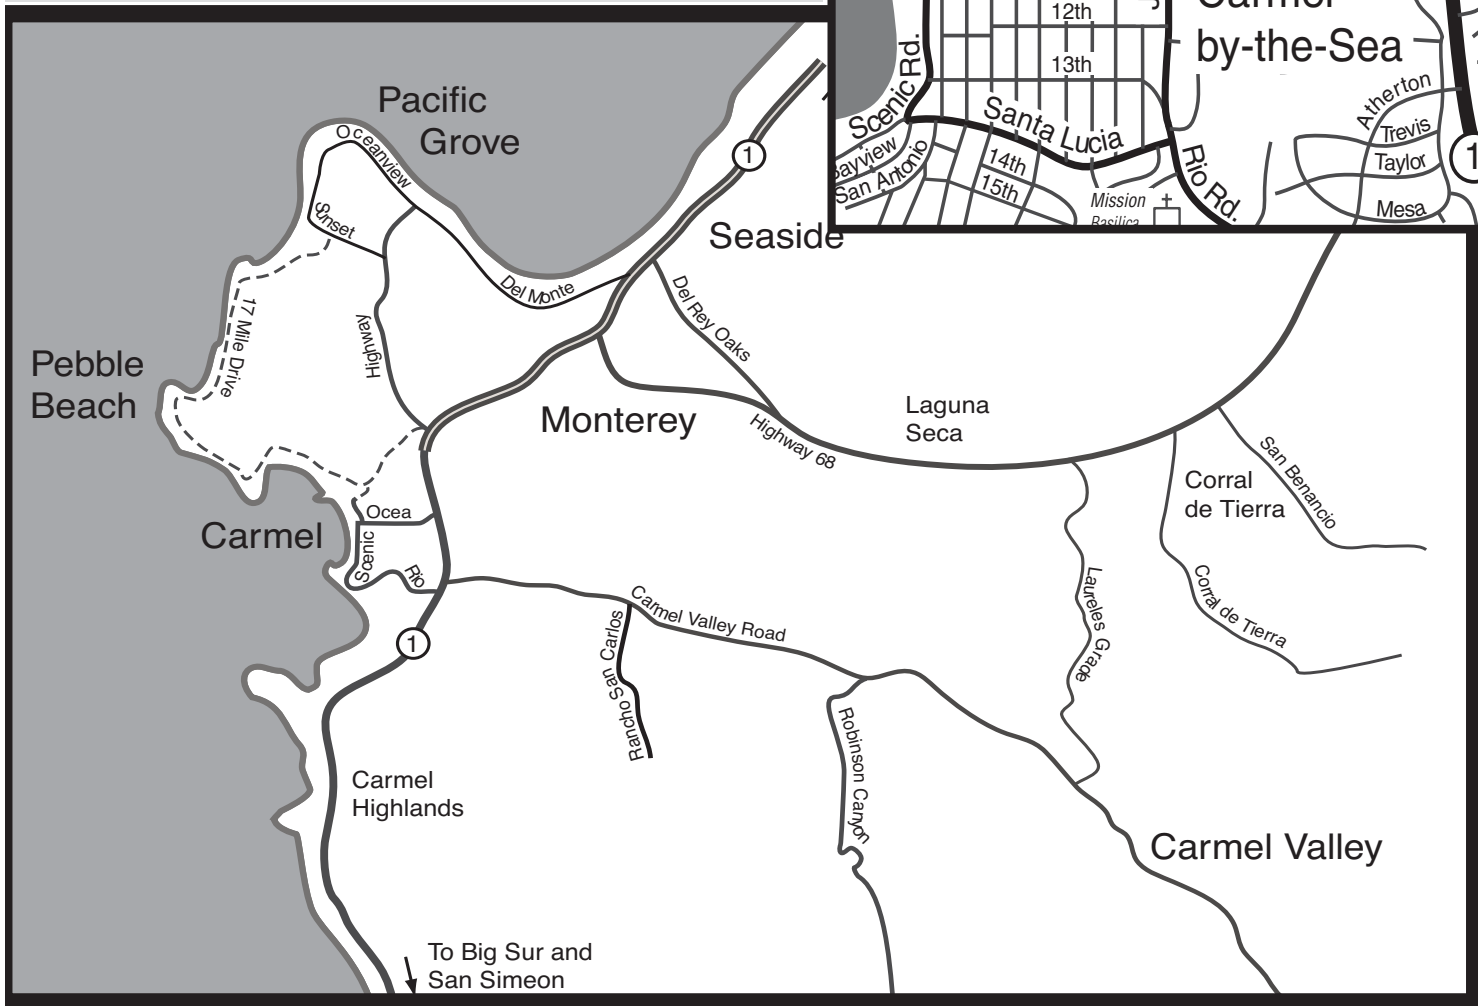 Carmel
by-the-Sea
12th
13th
Scenic Rd.
Santa Lucia
Bayview
San Antonio
14th
15th
Mission
Basilica
Rio Rd.
Atherton
Trevis
Taylor
Mesa
1
Pacific
Grove
Oceanview
Sunset
1
Seaside
Del Monte
Del Rey Oaks
17 Mile Drive
Highway
Pebble
Beach
Monterey
Highway 68
Laguna
Seca
San Benancio
Corral
de Tierra
Carmel
Ocea
Scenic
Rio
Laureles Grade
Corral de Tierra
Carmel Valley Road
Rancho San Carlos
1
Robinson Canyon
Carmel
Highlands
Carmel Valley
To Big Sur and
San Simeon